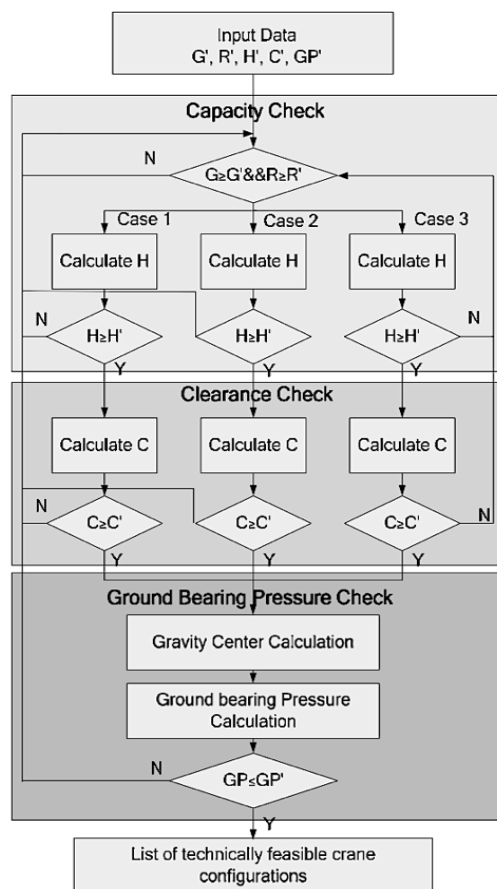 Input Data
G', R', H', C', GP'
Capacity Check
N
G≥G'&&R≥R'
Case 1
Case 2
Case 3
Calculate H
Calculate H
Calculate H
N
H≥H'
H≥H'
H≥H'
N
Y
Y
Y
Clearance Check
Calculate C
Calculate C
Calculate C
N
C≥C'
C≥C'
C≥C'
N
Y
Y
Y
Ground Bearing Pressure Check
Gravity Center Calculation
Ground bearing Pressure
Calculation
N
GP≤GP'
Y
List of technically feasible crane
configurations